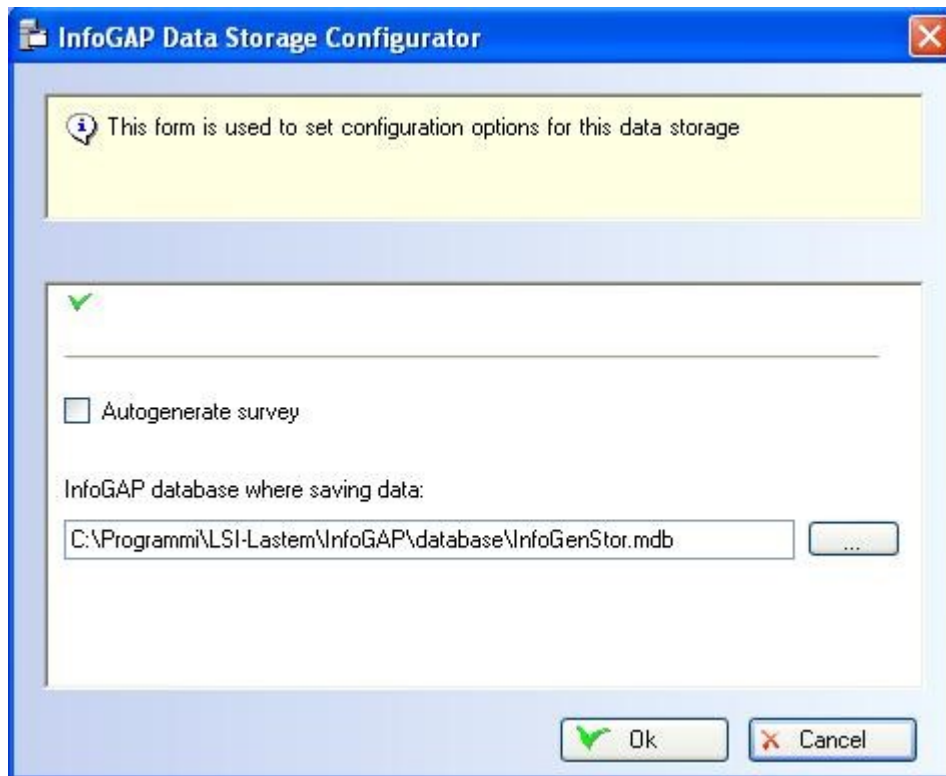 InfoGAP Data Storage Configurator
This form is used to set configuration options for this data storage
Autogenerate survey
InfoGAP database where saving data:
C:\Programmi\LSI-Lastem\InfoGAP\database\InfoGenStor.mdb
...
Ok
Cancel